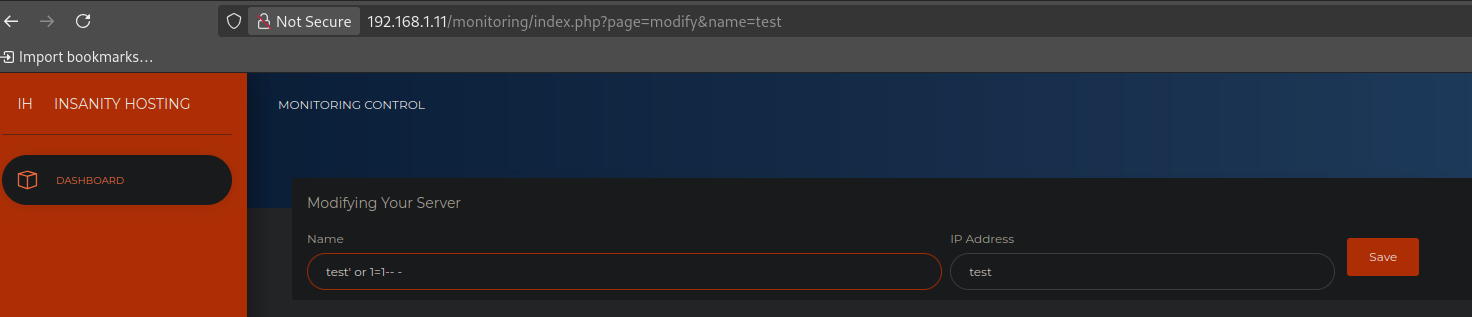 Not Secure 192.168.1.11/monitoring/index.php?page=modify&name=test
Import bookmarks…
IH INSANITY HOSTING
MONITORING CONTROL
DASHBOARD
Modifying Your Server
Name IP Address
test' or 1=1-- - test Save